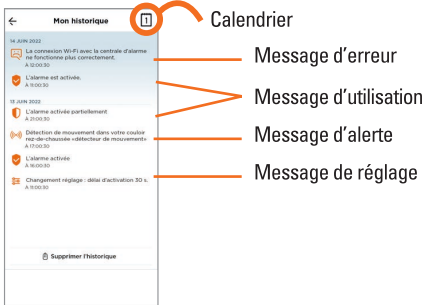 Mon historique
1
Calendrier
14 JUIN 2022
La connexion Wi-Fi avec la centrale d'alarme
ne fonctionne plus correctement.
A 12:00:30
Message d'erreur
L'alarme est activée.
A 11:00:30
Message d'utilisation
13 JUIN 2022
L'alarme activée partiellement
A 21:00:30
Détection de mouvement dans votre couloir
rez-de-chaussée «détecteur de mouvement»
A 17:00:30
Message d'alerte
L'alarme activée
A 16:00:30
Changement réglage : délai d'activation 30 s.
A 11:00:30
Message de réglage
Supprimer l'historique